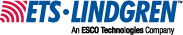 ETS·LINDGREN®
An ESCO Technologies Company